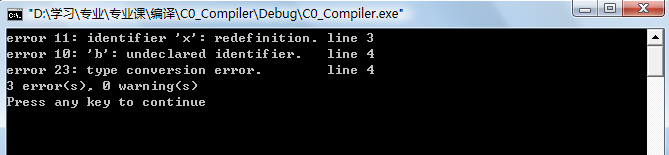 "D:\学习\专业\专业课\编译\C0_Compiler\Debug\C0_Compiler.exe"
error 11: identifier 'x': redefinition. line 3
error 10: 'b': undeclared identifier.   line 4
error 23: type conversion error.        line 4
3 error(s), 0 warning(s)
Press any key to continue